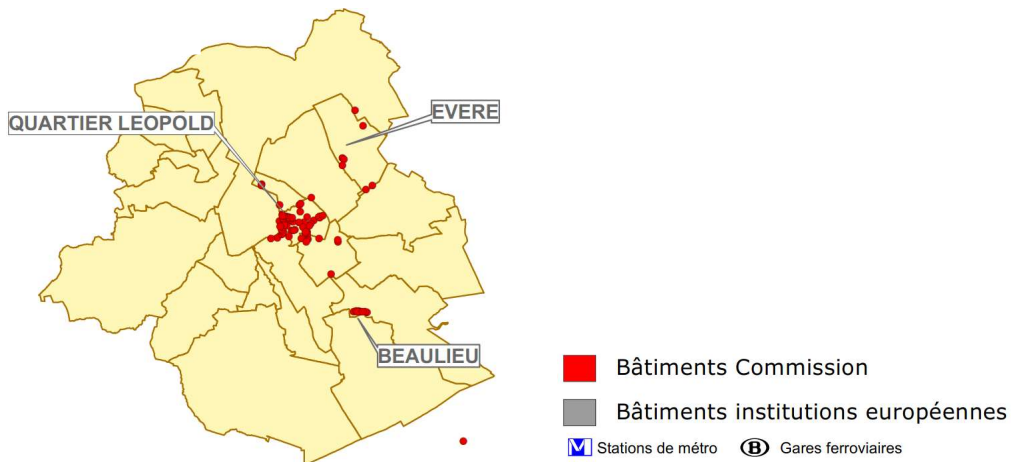 EVERE
QUARTIER LEOPOLD
BEAULIEU
Bâtiments Commission
Bâtiments institutions européennes
M Stations de métro B Gares ferroviaires